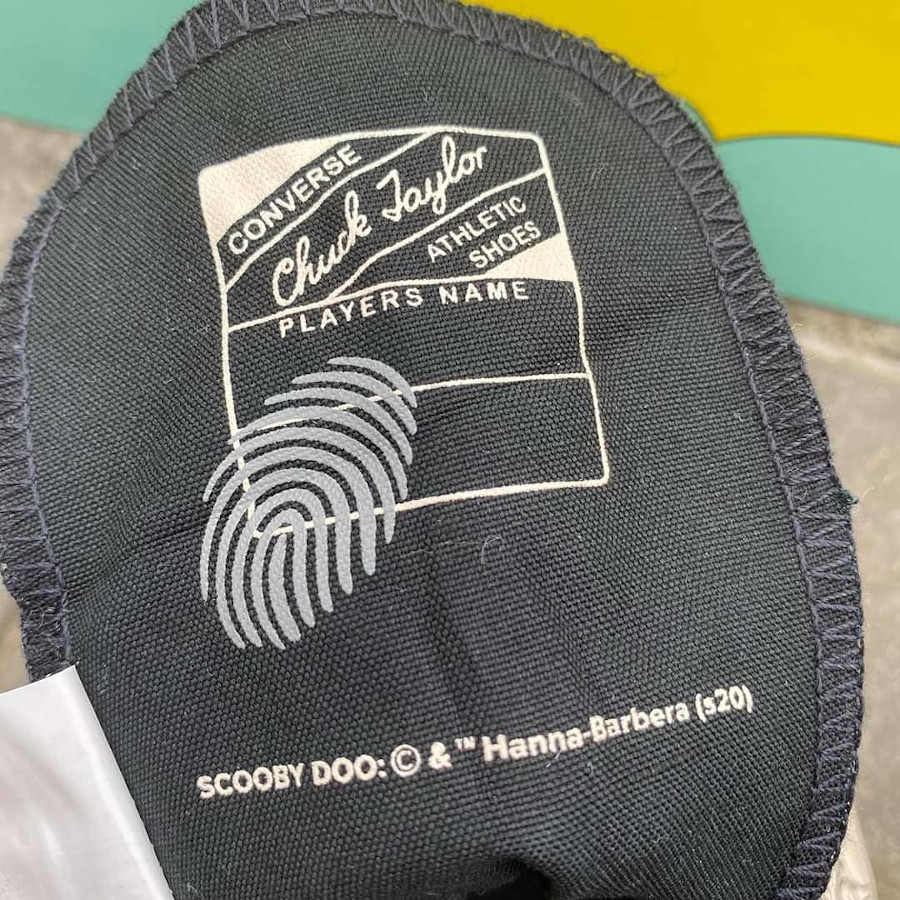 CONVERSE
Chuck Taylor
ATHLETIC
SHOES
PLAYERS NAME
SCOOBY DOO: © & ™ Hanna-Barbera (s20)